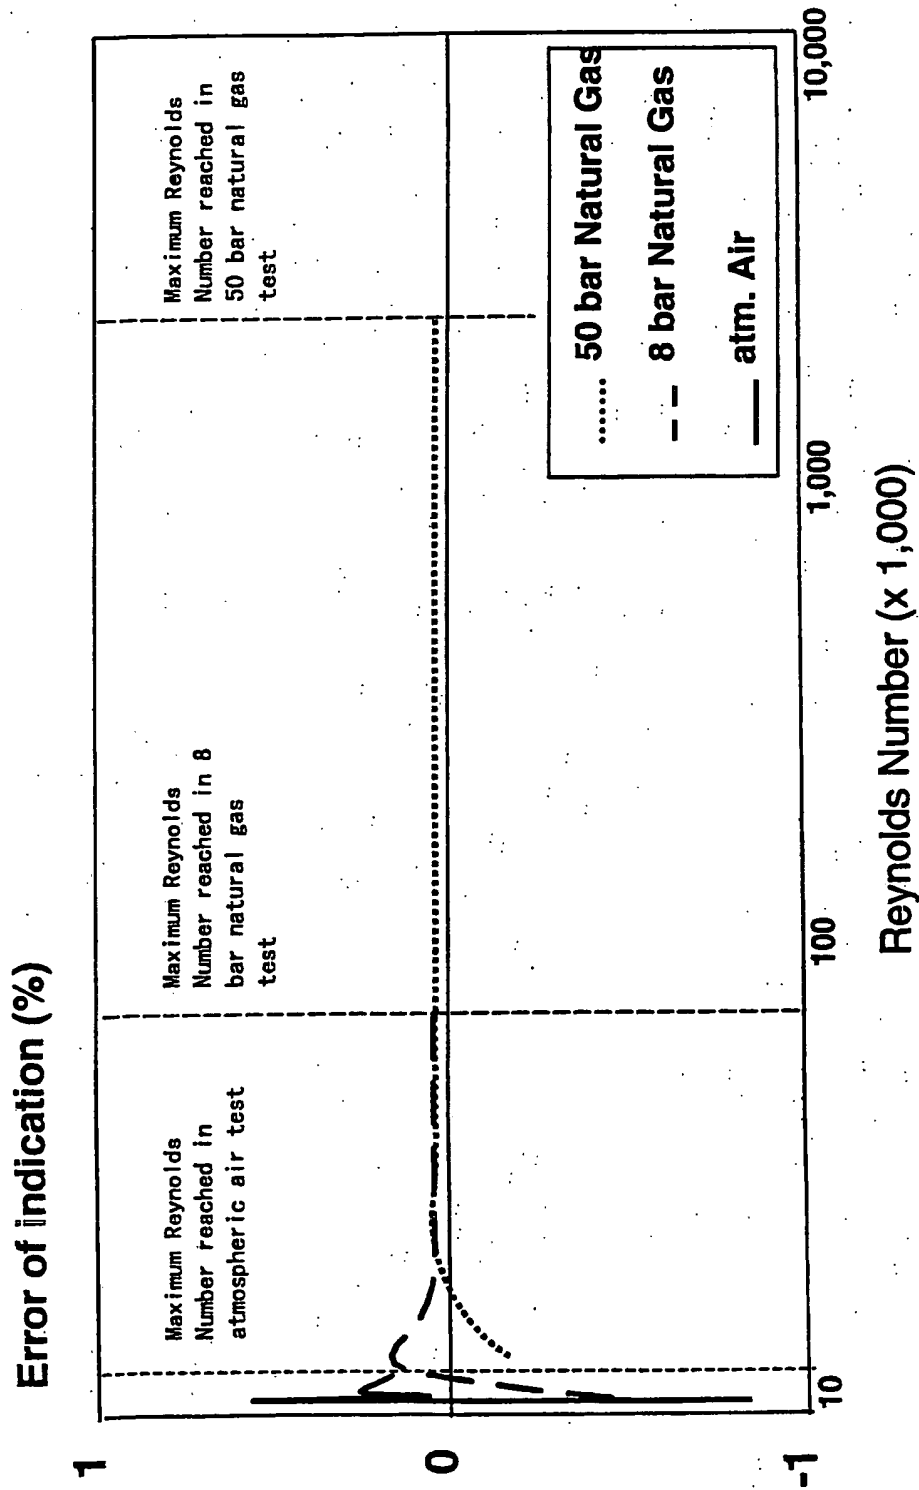 Error of indication (%)
1
0
-1
Maximum Reynolds
Number reached in
atmospheric air test
Maximum Reynolds
Number reached in 8
bar natural gas
test
Maximum Reynolds
Number reached in
50 bar natural gas
test
50 bar Natural Gas
8 bar Natural Gas
atm. Air
10
100
1,000
10,000
Reynolds Number (x 1,000)